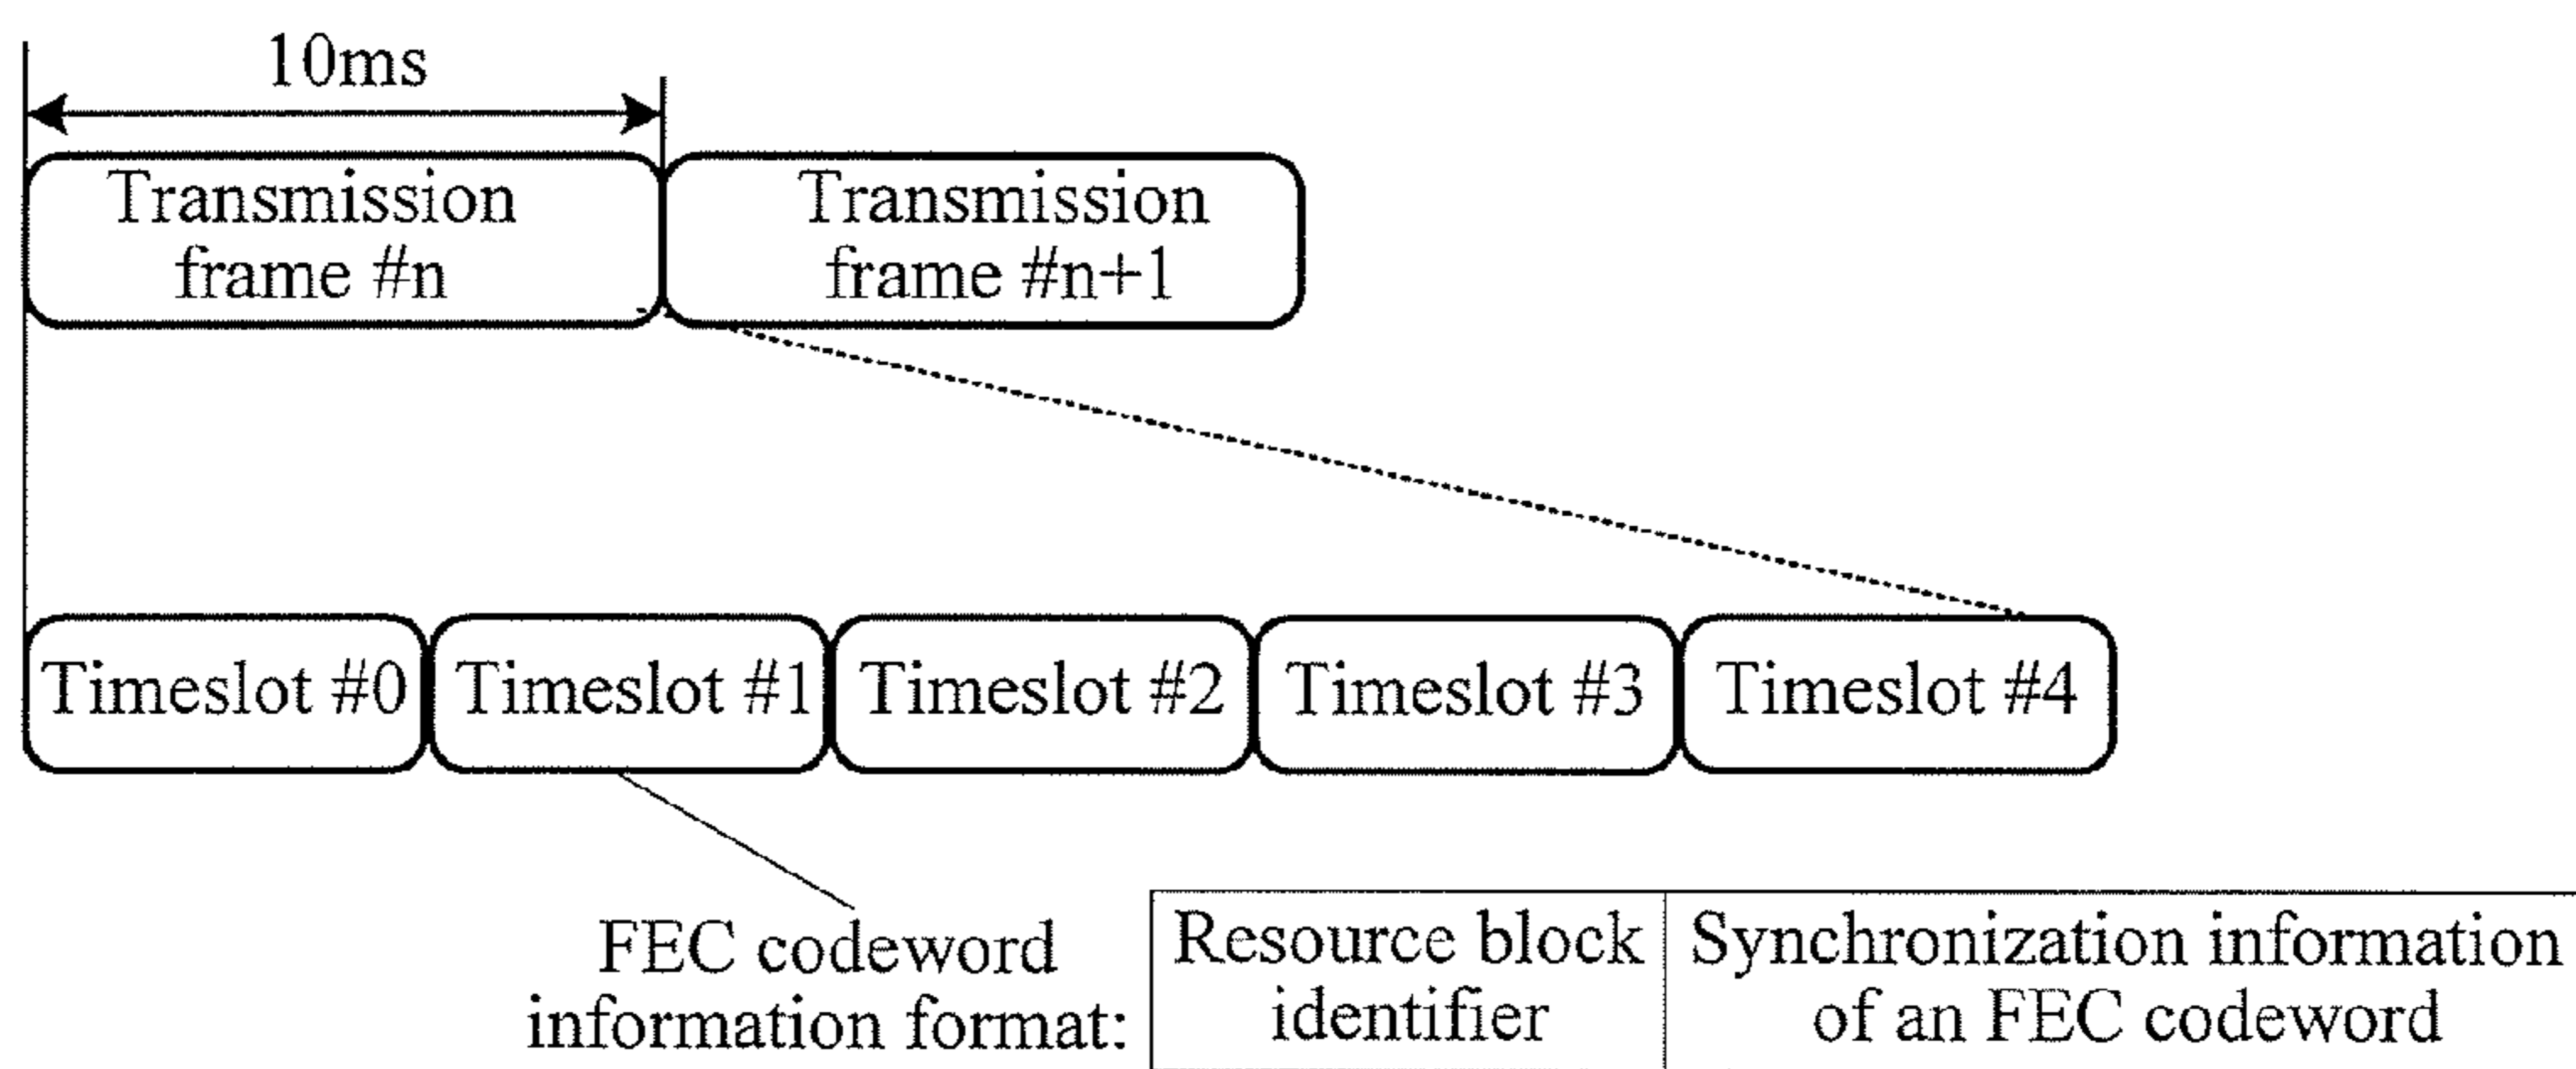 10ms
Transmission
frame #n
Transmission
frame #n+1
Timeslot #0
Timeslot #1
Timeslot #2
Timeslot #3
Timeslot #4
FEC codeword
information format:
Resource block
identifier
Synchronization information
of an FEC codeword